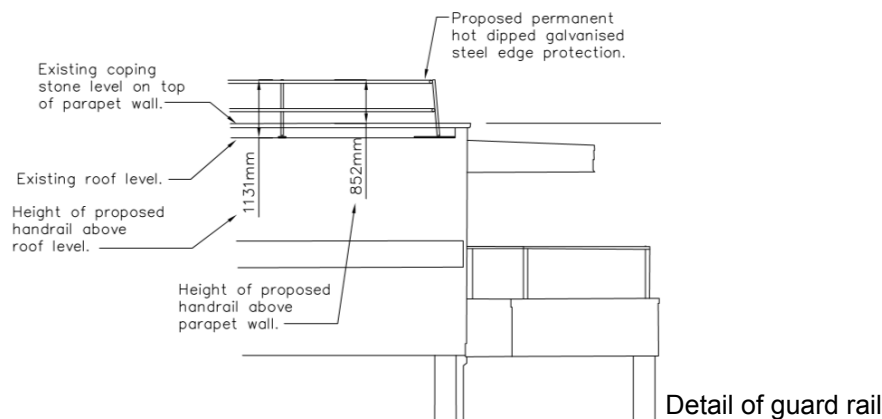 Proposed permanent
hot dipped galvanised
steel edge protection.
Existing coping
stone level on top
of parapet wall.
Existing roof level.
1131mm
852mm
Height of proposed
handrail above
roof level.
Height of proposed
handrail above
parapet wall.
Detail of guard rail